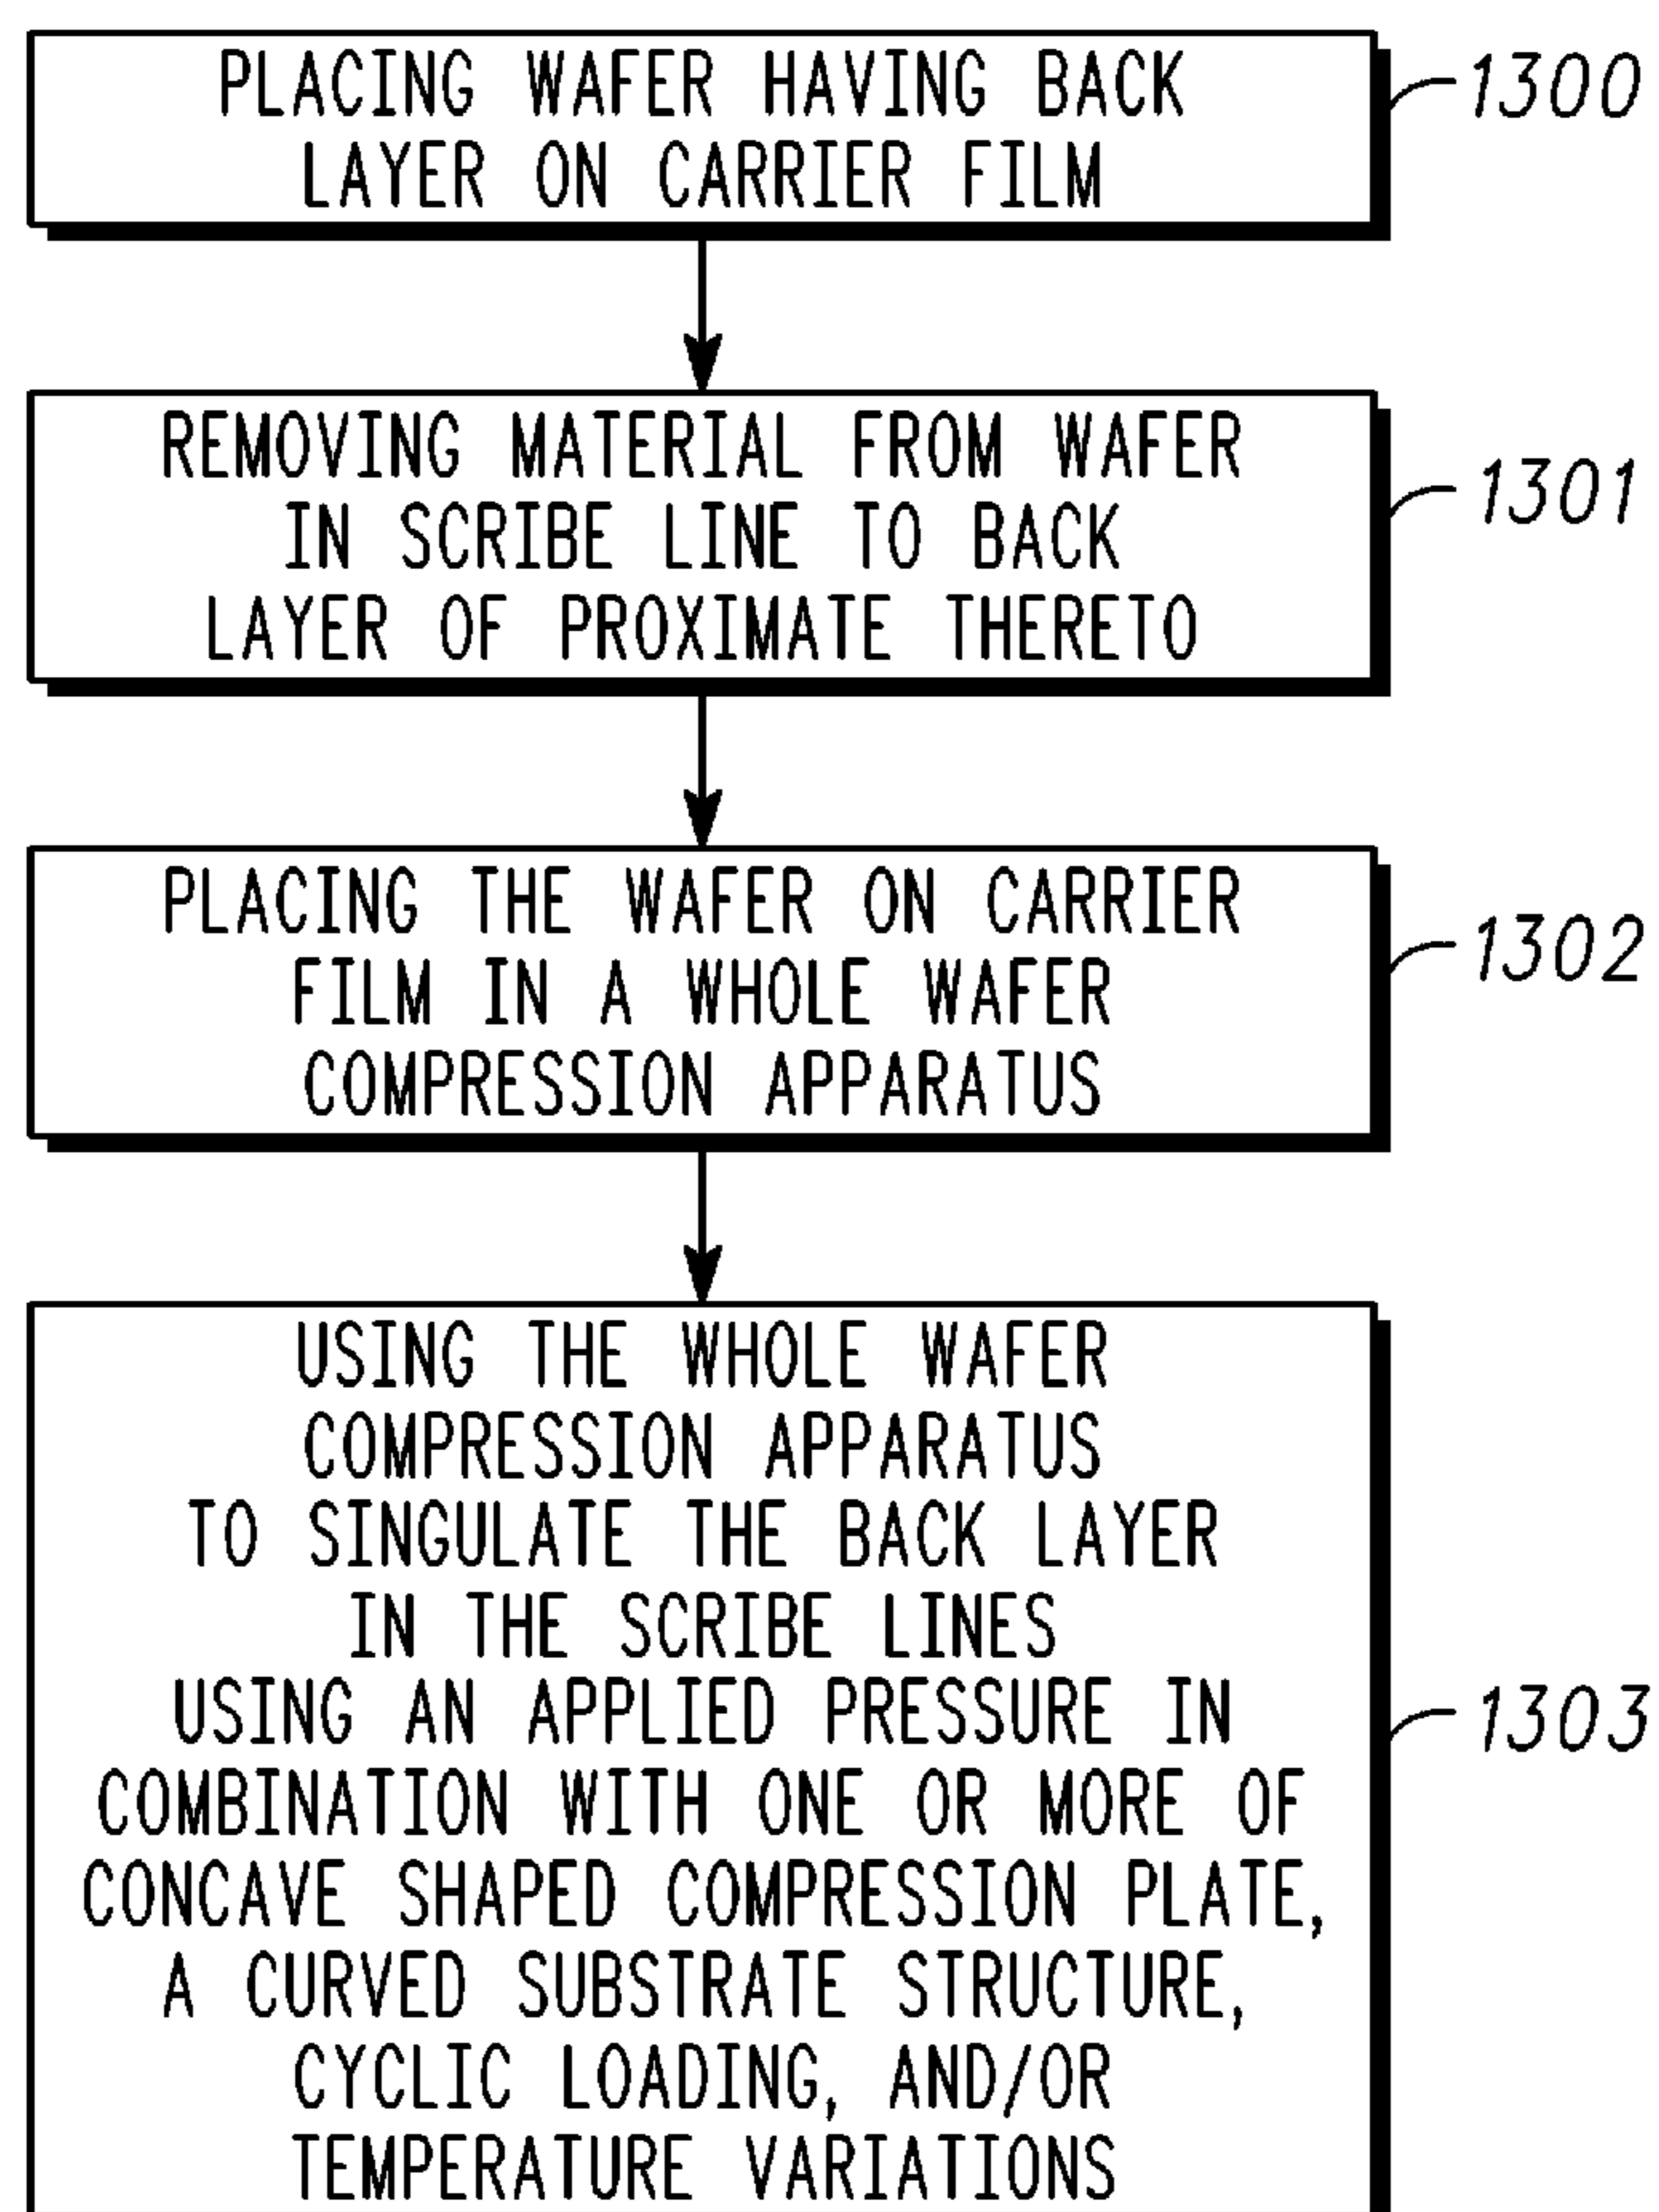 PLACING WAFER HAVING BACK
LAYER ON CARRIER FILM
1300
REMOVING MATERIAL FROM WAFER
IN SCRIBE LINE TO BACK
LAYER OF PROXIMATE THERETO
1301
PLACING THE WAFER ON CARRIER
FILM IN A WHOLE WAFER
COMPRESSION APPARATUS
1302
USING THE WHOLE WAFER
COMPRESSION APPARATUS
TO SINGULATE THE BACK LAYER
IN THE SCRIBE LINES
USING AN APPLIED PRESSURE IN
COMBINATION WITH ONE OR MORE OF
CONCAVE SHAPED COMPRESSION PLATE,
A CURVED SUBSTRATE STRUCTURE,
CYCLIC LOADING, AND/OR
TEMPERATURE VARIATIONS
1303